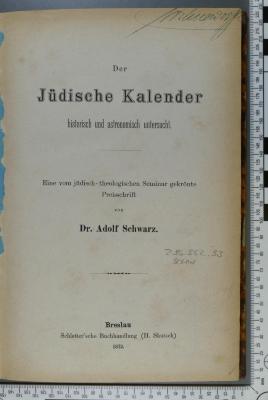 Der
Jüdische Kalender
historisch und astronomisch untersucht.
Eine vom jüdisch-theologischen Seminar gekrönte
Preisschrift
von
Dr. Adolf Schwarz.
Breslau
Schletter'sche Buchhandlung (H. Skutsch)
1872.